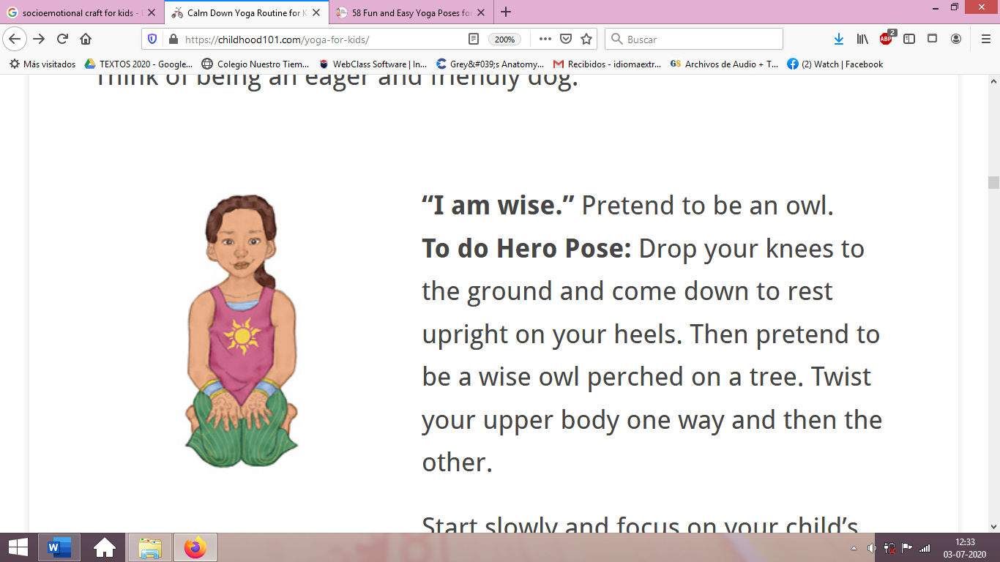 socioemotional craft for kids -
Calm Down Yoga Routine for K
58 Fun and Easy Yoga Poses fo
https://childhood101.com/yoga-for-kids/
200%
Buscar
2
Más visitados
TEXTOS 2020 - Google...
Colegio Nuestro Tiem...
WebClass Software | In...
Grey&#039;s Anatomy...
Recibidos - idiomaextr...
GS Archivos de Audio + T...
(2) Watch | Facebook
Think of being an eager and friendly dog.
“I am wise.” Pretend to be an owl.
To do Hero Pose: Drop your knees to
the ground and come down to rest
upright on your heels. Then pretend to
be a wise owl perched on a tree. Twist
your upper body one way and then the
other.
Start slowly and focus on your child’s
12:33
03-07-2020